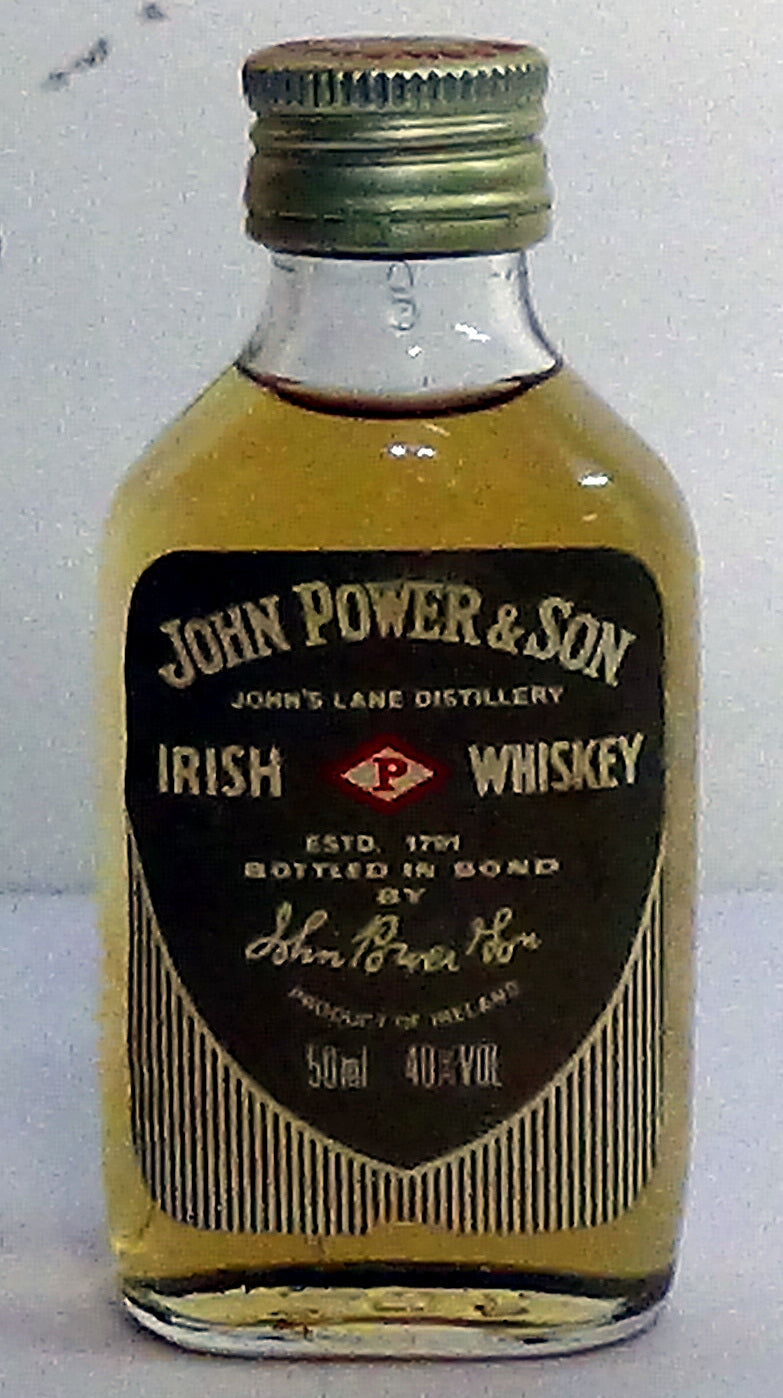 JOHN POWER & SON
JOHN'S LANE DISTILLERY
IRISH P WHISKEY
ESTD. 1791
BOTTLED IN BOND
BY
John Power & Son
PRODUCT OF IRELAND
50ml 40%VOL